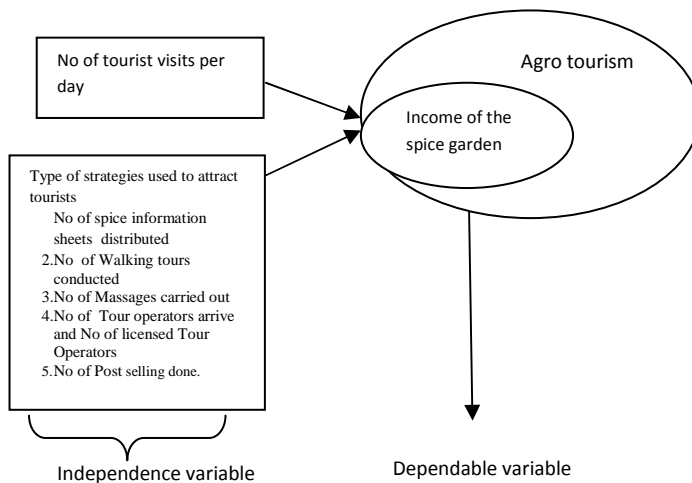 No of tourist visits per
day
Agro tourism
Income of the
spice garden
Type of strategies used to attract
tourists
No of spice information
sheets distributed
2.No of Walking tours
conducted
3.No of Massages carried out
4.No of Tour operators arrive
and No of licensed Tour
Operators
5.No of Post selling done.
Independence variable
Dependable variable